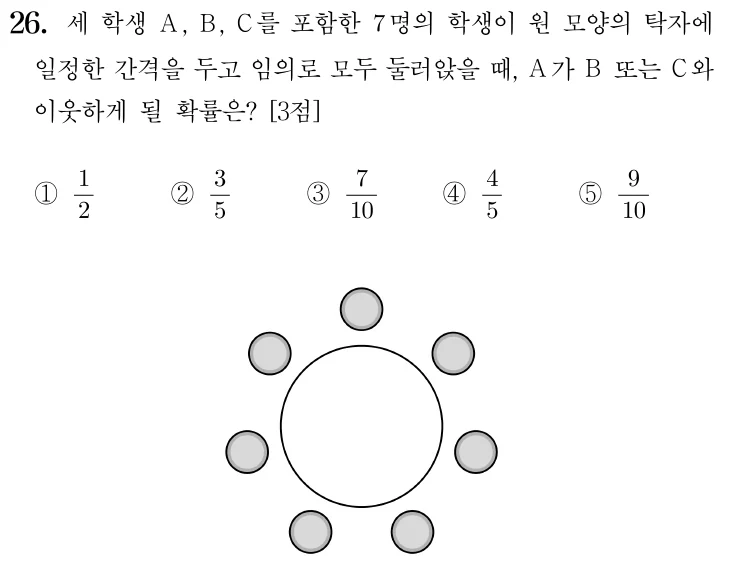 26. 세 학생 A, B, C를 포함한 7명의 학생이 원 모양의 탁자에
일정한 간격을 두고 임의로 모두 둘러앉을 때, A가 B 또는 C와
이웃하게 될 확률은? [3점]
① 1/2 ② 3/5 ③ 7/10 ④ 4/5 ⑤ 9/10